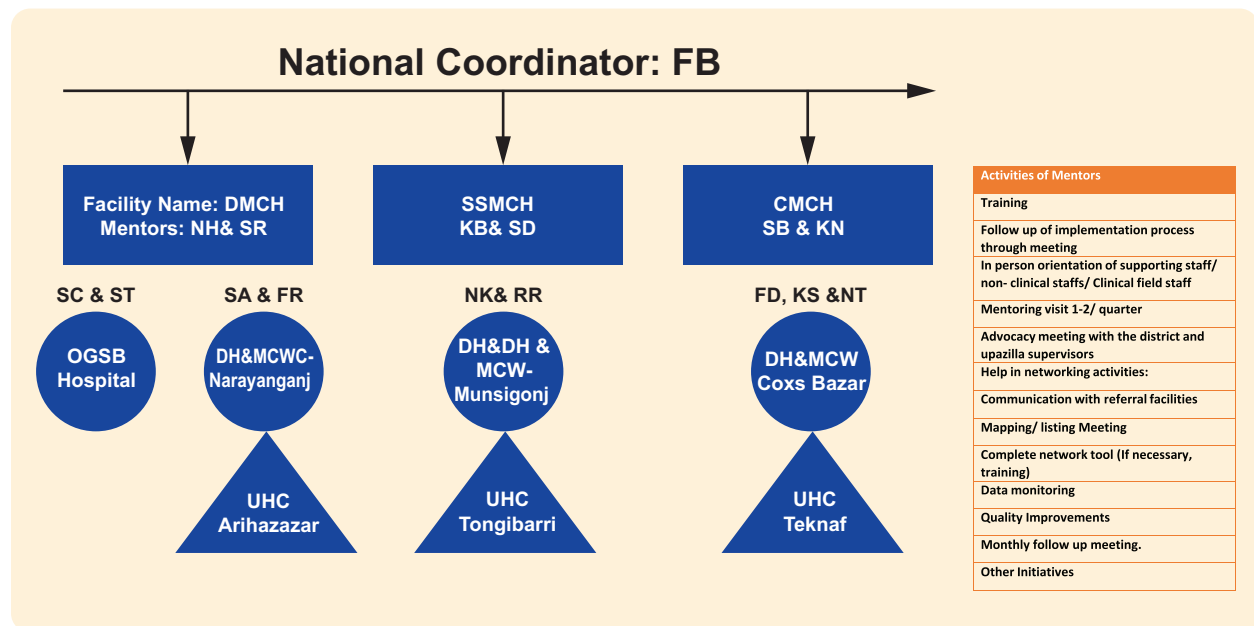 National Coordinator: FB
Facility Name: DMCH
Mentors: NH& SR
SSMCH
KB& SD
CMCH
SB & KN
SC & ST
SA & FR
NK& RR
FD, KS &NT
OGSB
Hospital
DH&MCWC-
Narayanganj
DH&DH &
MCW-
Munsigonj
DH&MCW
Coxs Bazar
UHC
Arihazazar
UHC
Tongibarri
UHC
Teknaf
Activities of Mentors
Training
Follow up of implementation process
through meeting
In person orientation of supporting staff/
non- clinical staffs/ Clinical field staff
Mentoring visit 1-2/ quarter
Advocacy meeting with the district and
upazilla supervisors
Help in networking activities:
Communication with referral facilities
Mapping/ listing Meeting
Complete network tool (If necessary,
training)
Data monitoring
Quality Improvements
Monthly follow up meeting.
Other Initiatives